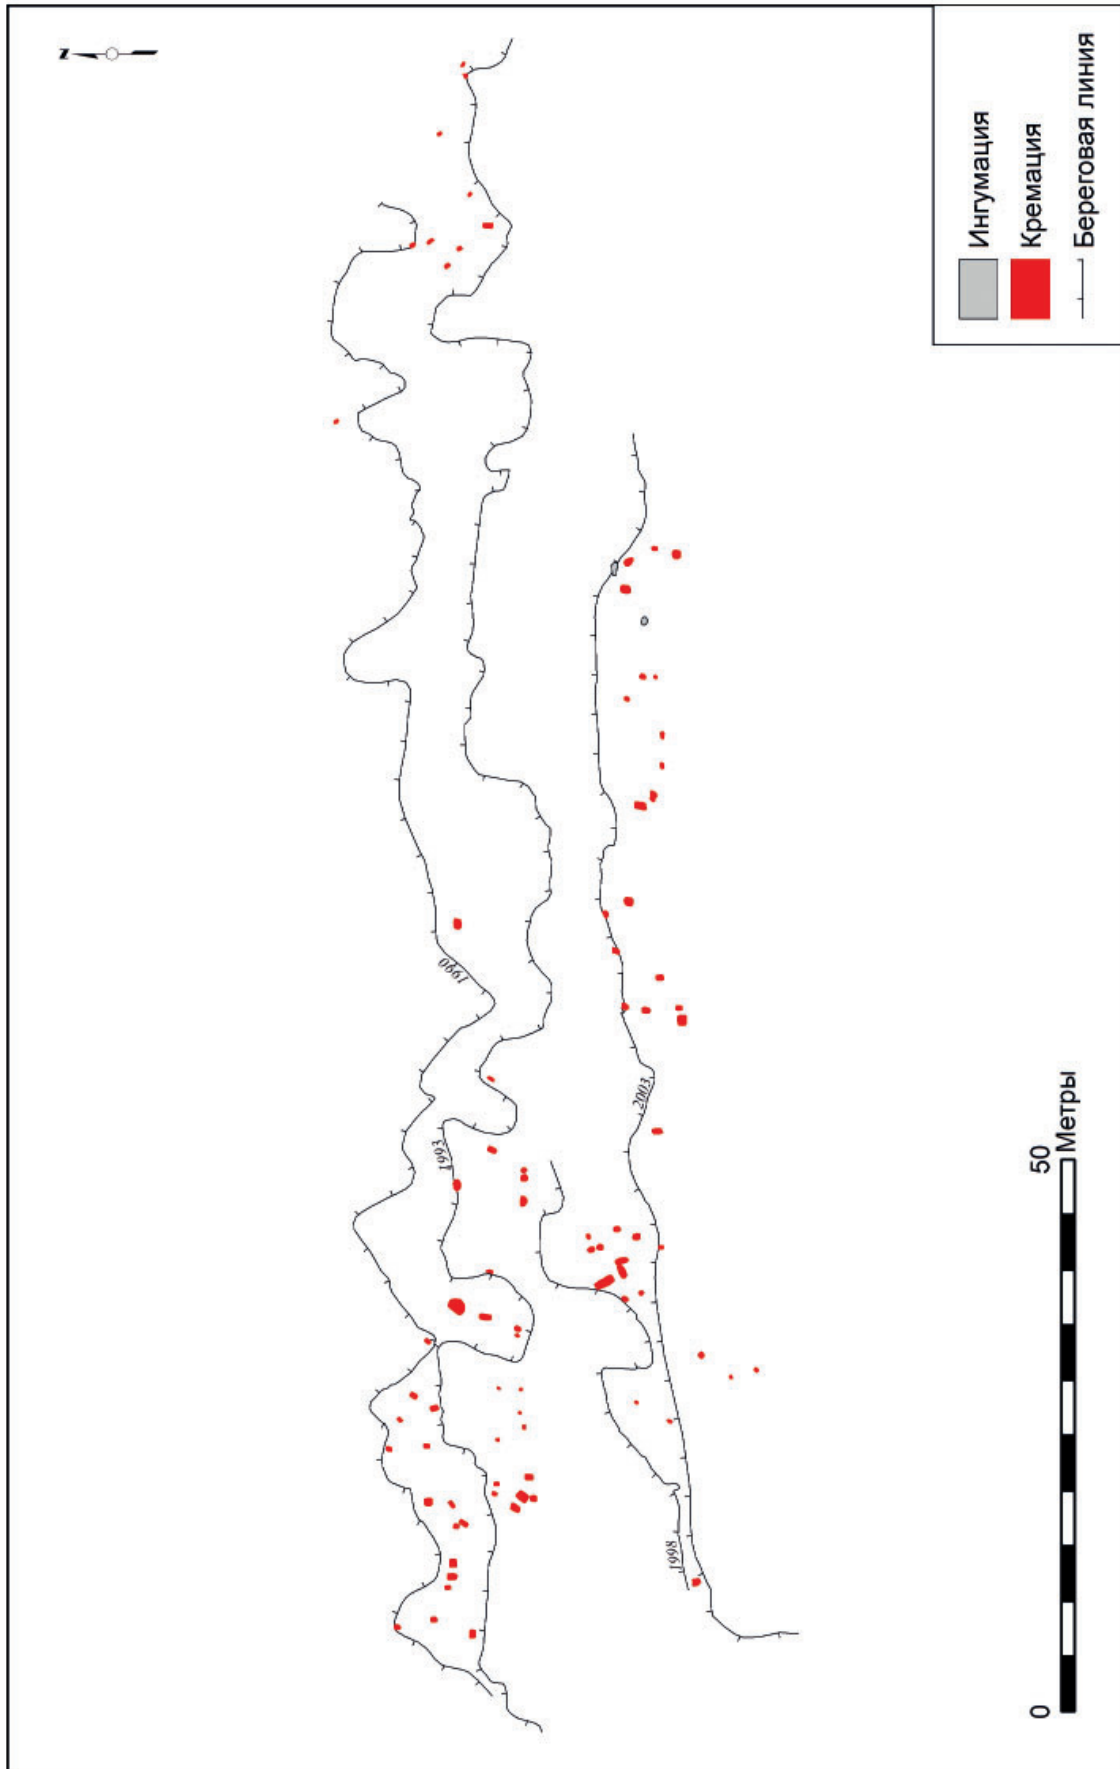 N
Ингумация
Кремация
Береговая линия
1990
1993
2003
1998
0
50
Метры